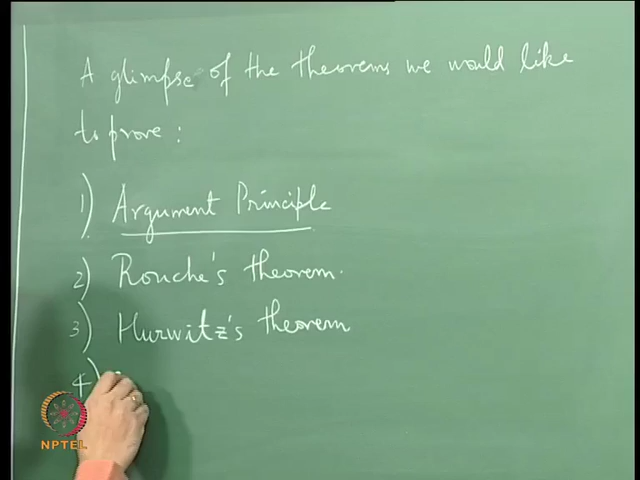 A glimpse of the theorems we would like
to prove :
1) Argument Principle
2) Rouche's theorem.
3) Hurwitz's theorem
4)
NPTEL